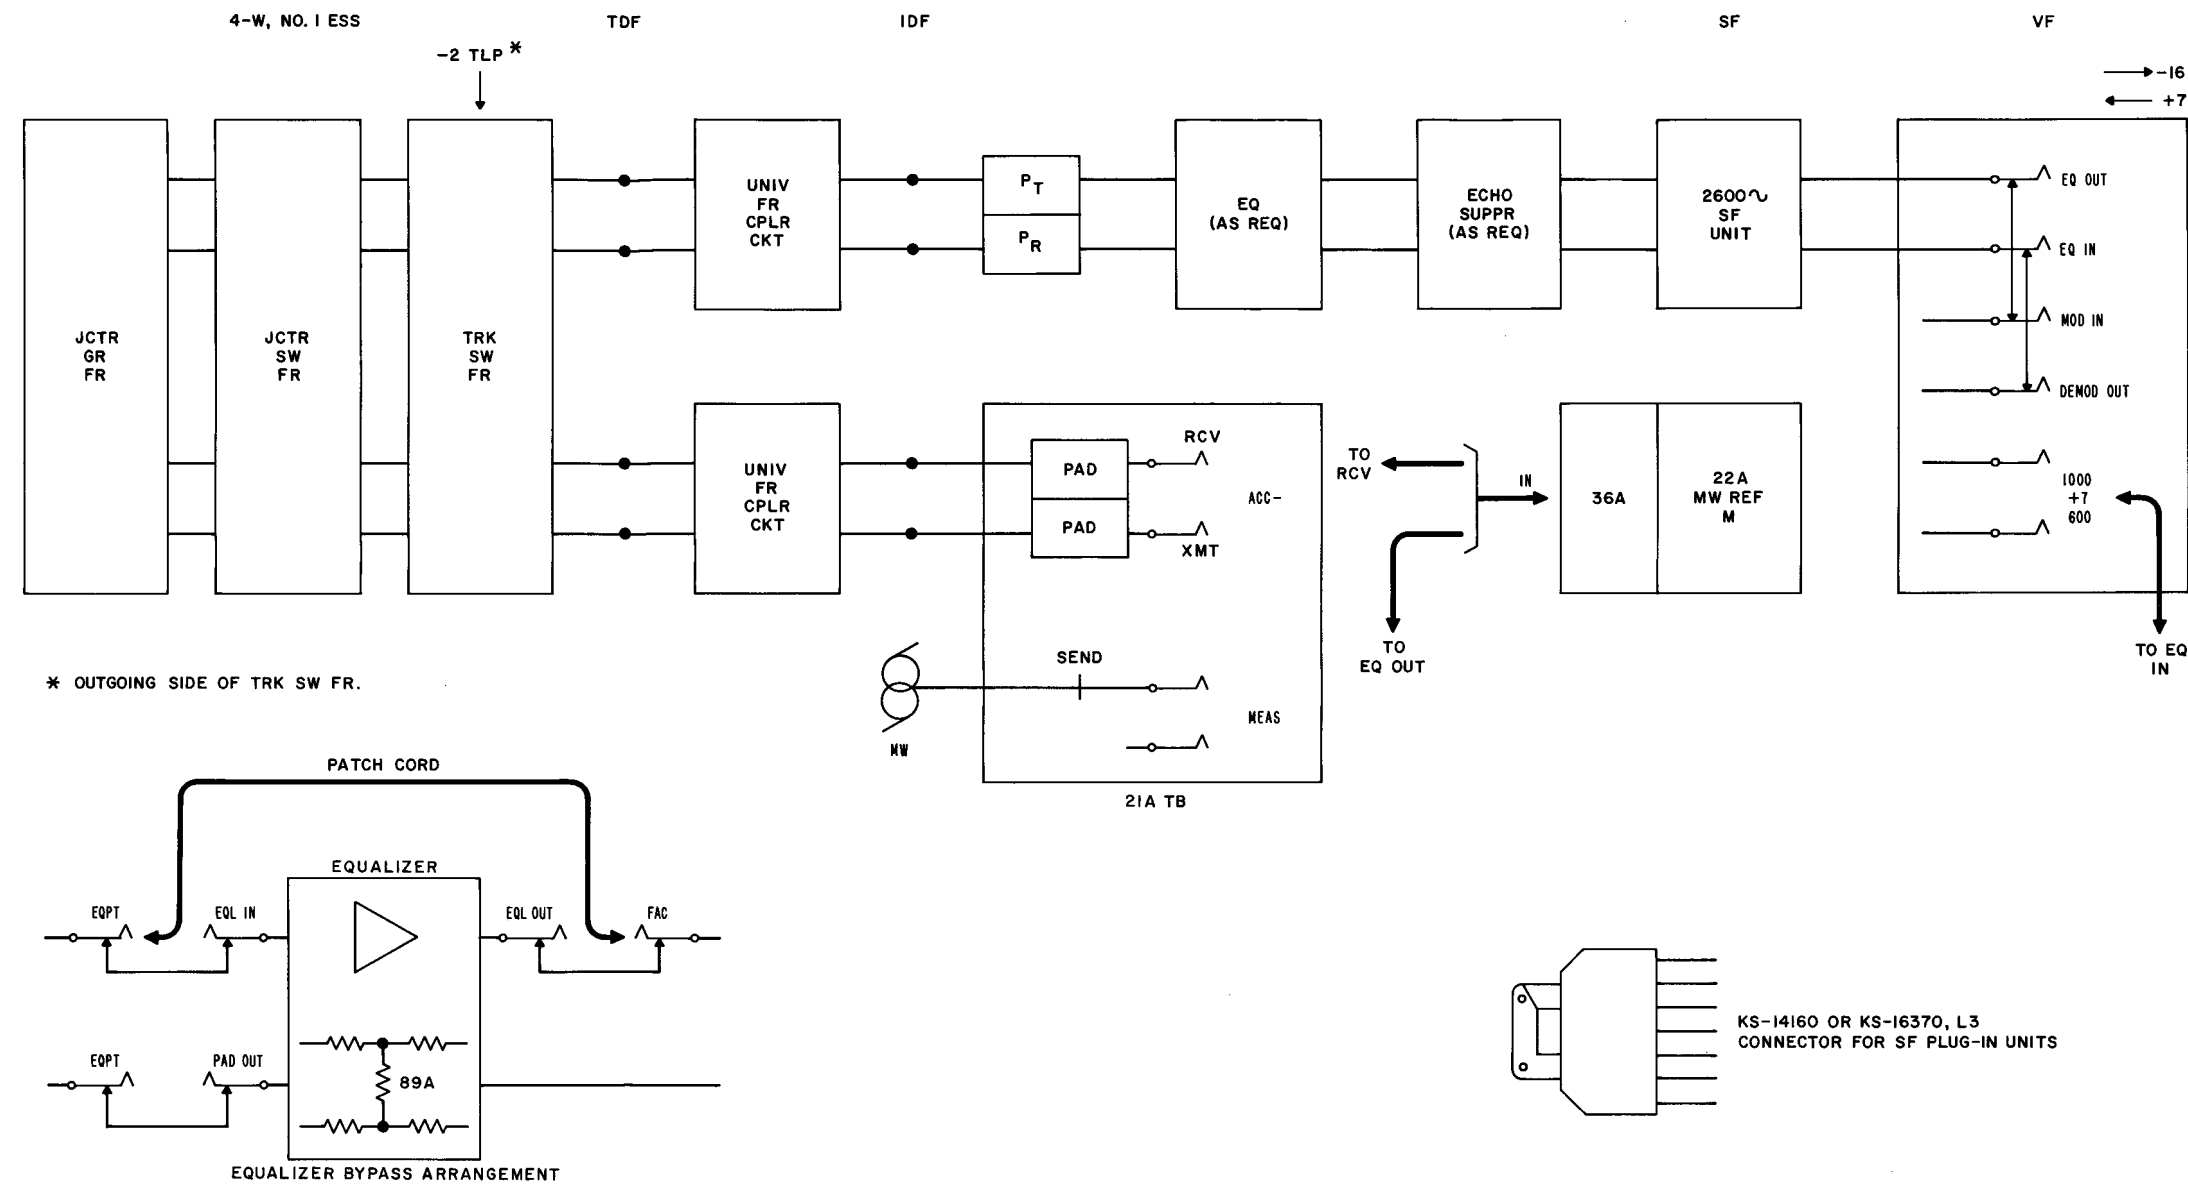 4-W, NO. 1 ESS
TDF
IDF
SF
VF
-2 TLP *
-16
+7
JCTR
GR
FR
JCTR
SW
FR
TRK
SW
FR
UNIV
FR
CPLR
CKT
PT
PR
EQ
(AS REQ)
ECHO
SUPPR
(AS REQ)
2600~
SF
UNIT
EQ OUT
EQ IN
MOD IN
DEMOD OUT
1000
+7
600
UNIV
FR
CPLR
CKT
PAD
PAD
RCV
ACC-
XMT
TO
RCV
IN
36A
22A
MW REF
M
TO
EQ OUT
TO EQ
IN
SEND
MEAS
MW
21A TB
* OUTGOING SIDE OF TRK SW FR.
PATCH CORD
EQUALIZER
EQPT
EQL IN
EQL OUT
FAC
EQPT
PAD OUT
89A
EQUALIZER BYPASS ARRANGEMENT
KS-14160 OR KS-16370, L3
CONNECTOR FOR SF PLUG-IN UNITS